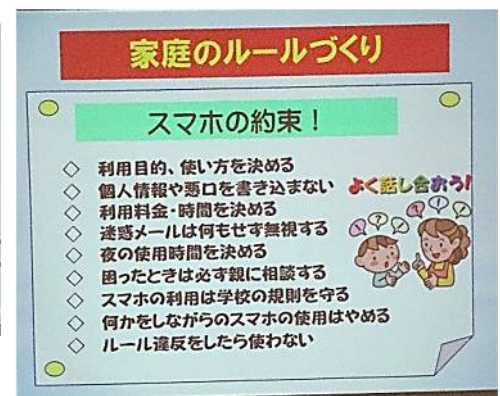 家庭のルールづくり
スマホの約束！
◇ 利用目的、使い方を決める
◇ 個人情報や悪口を書き込まない
よく話し合おう！
◇ 利用料金・時間を決める
◇ 迷惑メールは何もせず無視する
◇ 夜の使用時間を決める
◇ 困ったときは必ず親に相談する
◇ スマホの利用は学校の規則を守る
◇ 何かをしながらのスマホの使用はやめる
◇ ルール違反をしたら使わない